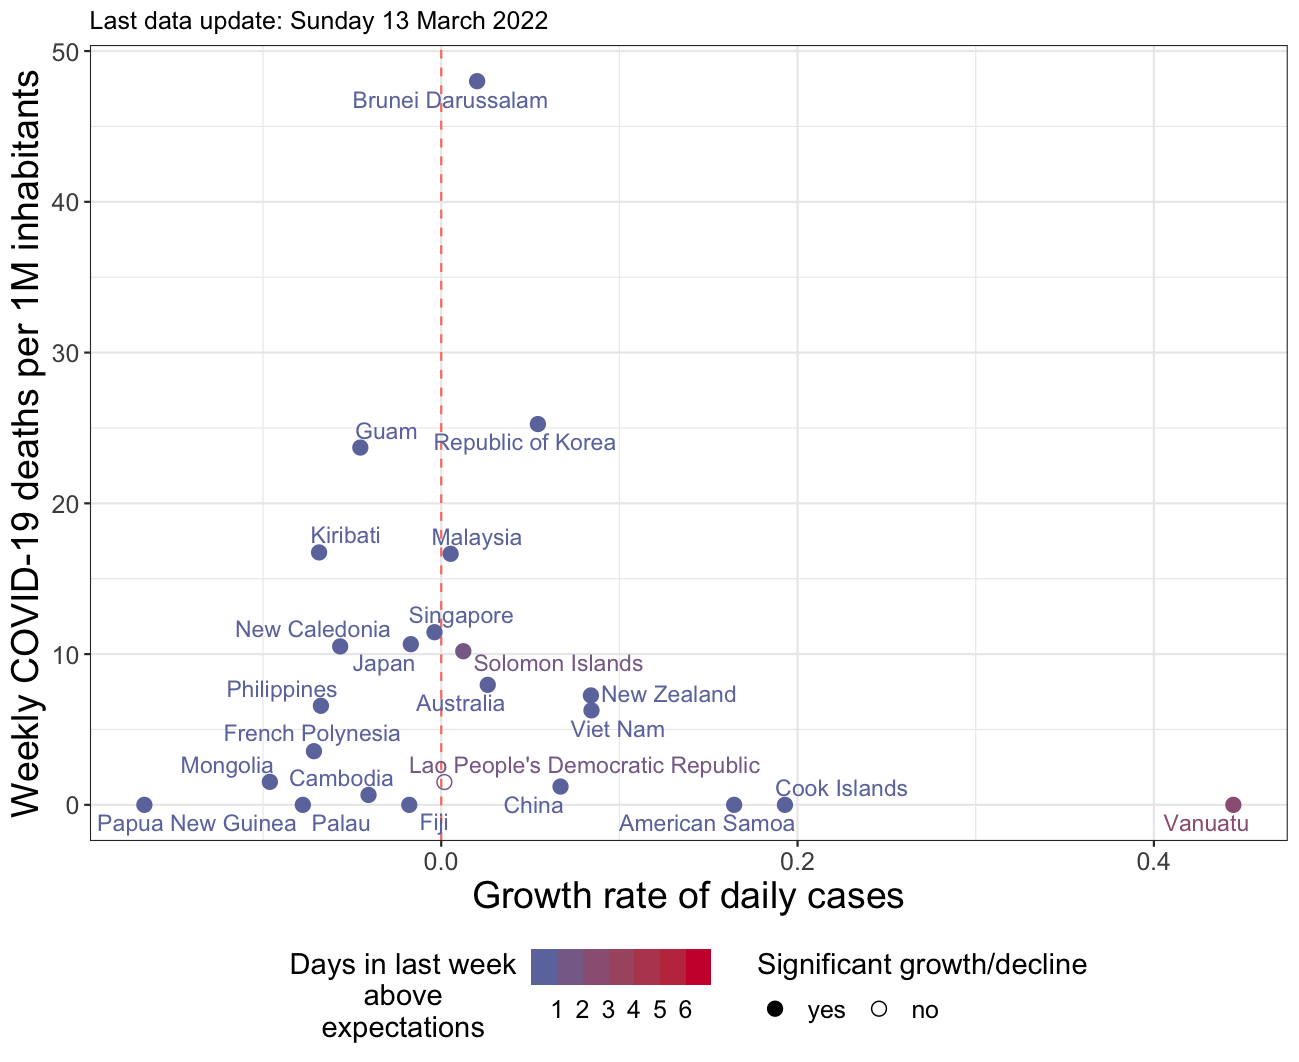 Last data update: Sunday 13 March 2022
Weekly COVID-19 deaths per 1M inhabitants
50
40
30
20
10
0
Brunei Darussalam
Guam
Republic of Korea
Kiribati
Malaysia
Singapore
New Caledonia
Japan
Solomon Islands
Philippines
New Zealand
Australia
Viet Nam
French Polynesia
Mongolia
Lao People's Democratic Republic
Cambodia
Cook Islands
China
Papua New Guinea
Palau
Fiji
American Samoa
Vanuatu
0.0
0.2
0.4
Growth rate of daily cases
Days in last week
above
expectations
1 2 3 4 5 6
Significant growth/decline
yes
no